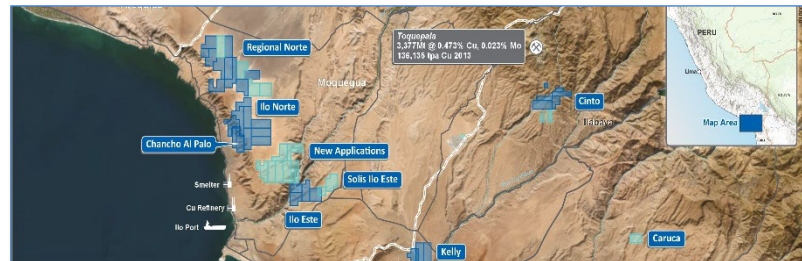 Regional Norte
Toquepala
3,377Mt @ 0.473% Cu, 0.023% Mo
136,135 tpa Cu 2013
PERU
Moquegua
Ilo Norte
Cinto
Map Area
Chancho Al Palo
New Applications
Solis Ilo Este
Smelter
Cu Refinery
Ilo Este
Ilo Port
Kelly
Caruca